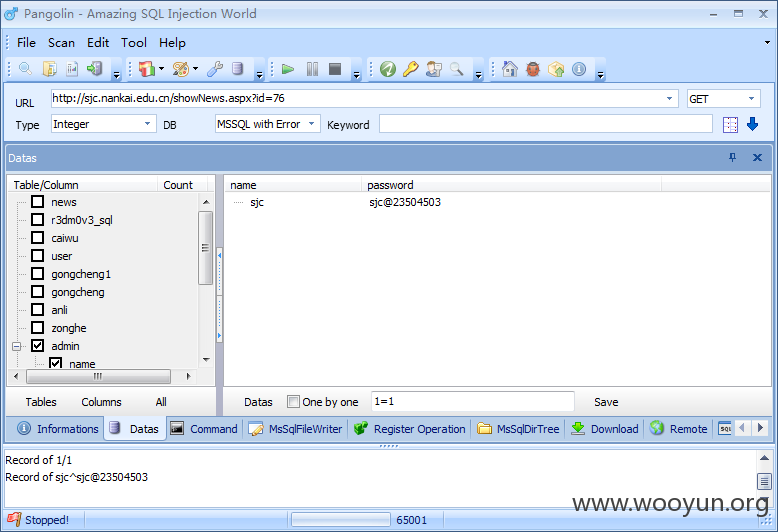 Pangolin - Amazing SQL Injection World
File Scan Edit Tool Help
URL http://sjc.nankai.edu.cn/showNews.aspx?id=76 GET
Type Integer DB MSSQL with Error Keyword
Datas
Table/Column Count name password
news sjc sjc@23504503
r3dm0v3_sql
caiwu
user
gongcheng1
gongcheng
anli
zonghe
admin
name
Tables Columns All Datas One by one 1=1 Save
Informations Datas Command MsSqlFileWriter Register Operation MsSqlDirTree Download Remote SQL
Record of 1/1
Record of sjc^sjc@23504503
www.wooyun.org
Stopped! 65001